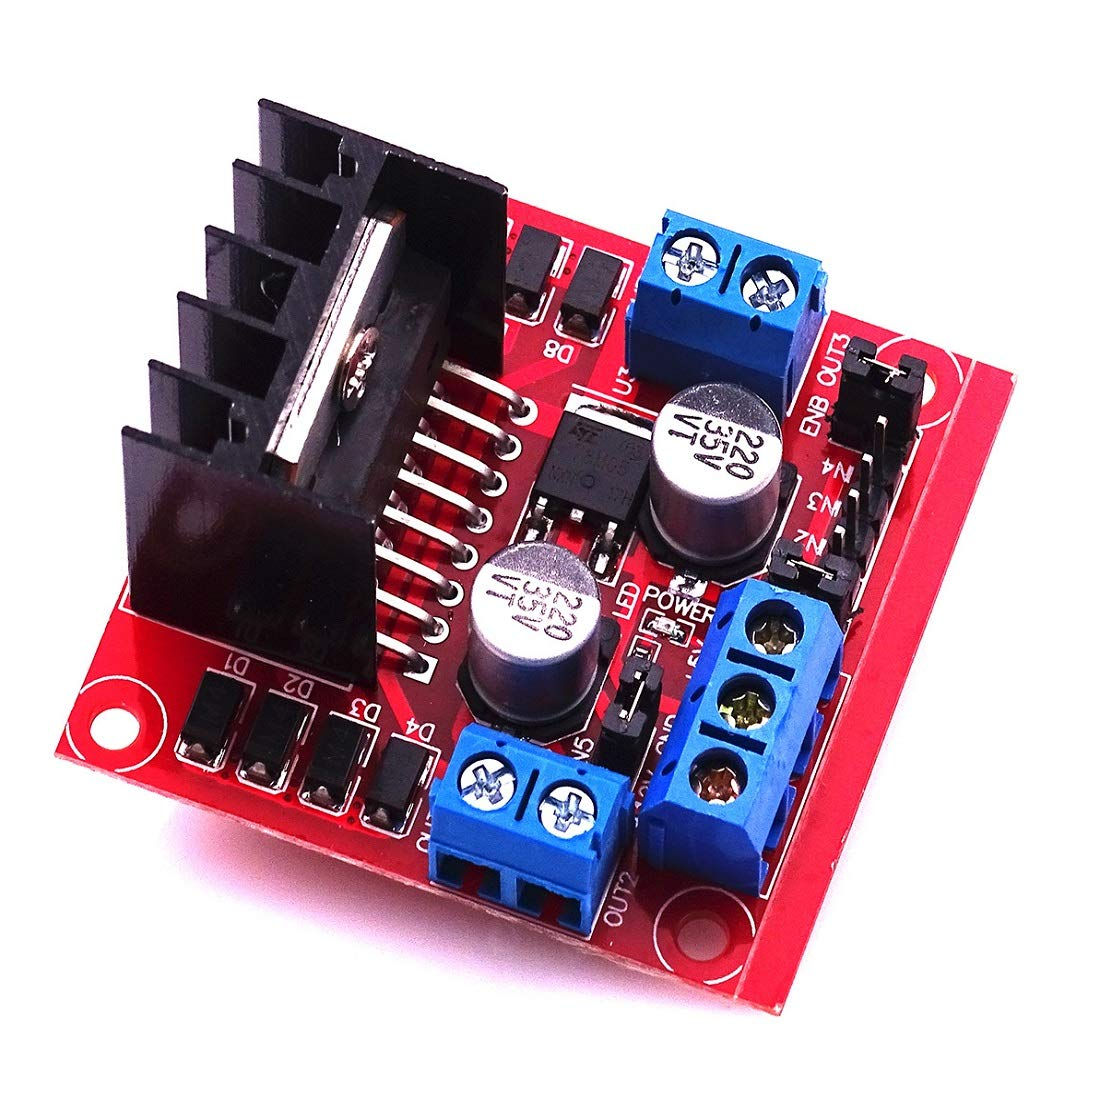 D8
U3
ENB OUT3
N4
N3
N2
220
35V
VT
220
35V
VT
LED
POWER
5V
GND
D1
D2
D3
D4
OUT2